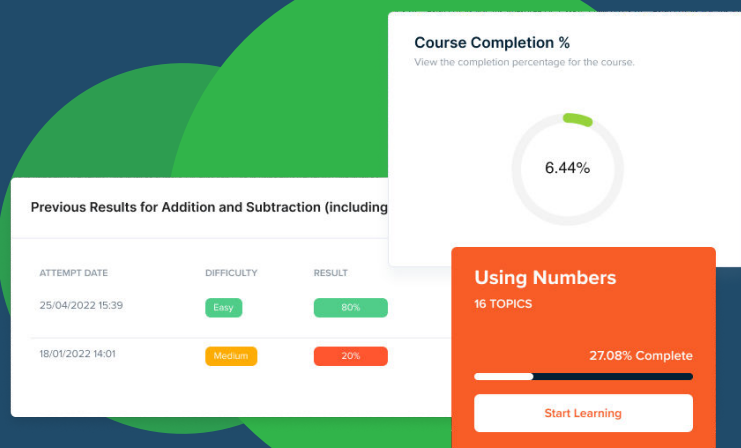 Course Completion %
View the completion percentage for the course.
6.44%
Previous Results for Addition and Subtraction (including
ATTEMPT DATE DIFFICULTY RESULT
25/04/2022 15:39 Easy 80%
18/01/2022 14:01 Medium 20%
Using Numbers
16 TOPICS
27.08% Complete
Start Learning